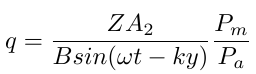 q = \frac{ZA_2}{Bsin(\omega t - ky)} \frac{P_m}{P_a}